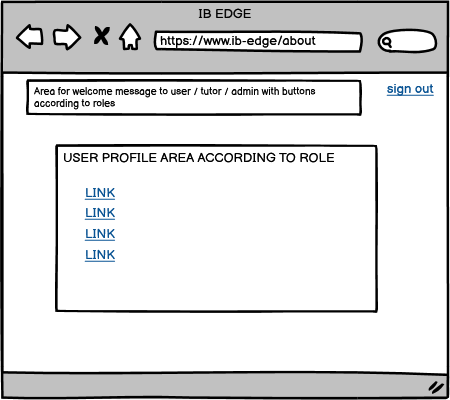 IB EDGE
https://www.ib-edge/about
Area for welcome message to user / tutor / admin with buttons
according to roles
sign out
USER PROFILE AREA ACCORDING TO ROLE
LINK
LINK
LINK
LINK